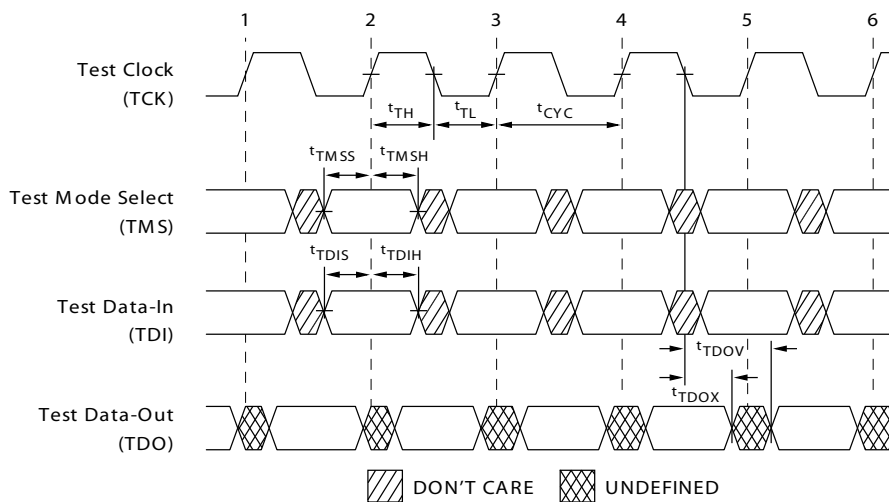 1 2 3 4 5 6
Test Clock
(TCK)
tTH tTL tCYC
tTMSS tTMSH
Test Mode Select
(TMS)
tTDIS tTDIH
Test Data-In
(TDI)
tTDOV
tTDOX
Test Data-Out
(TDO)
DON'T CARE UNDEFINED